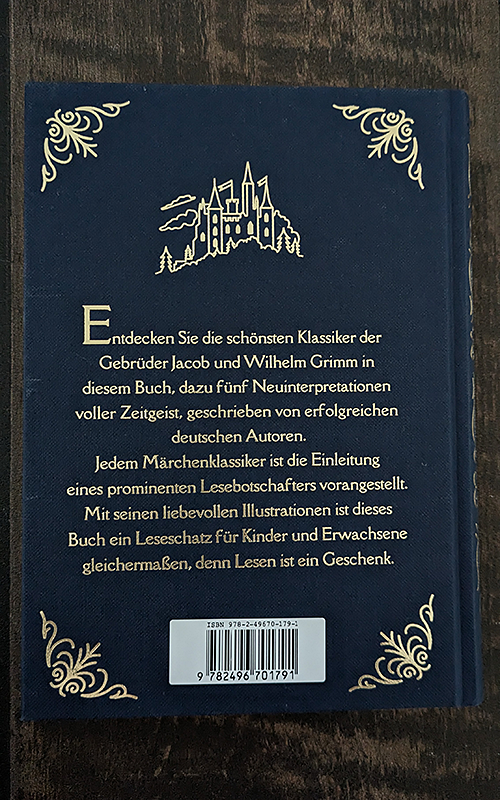 Entdecken Sie die schönsten Klassiker der
Gebrüder Jacob und Wilhelm Grimm in
diesem Buch, dazu fünf Neuinterpretationen
voller Zeitgeist, geschrieben von erfolgreichen
deutschen Autoren.
Jedem Märchenklassiker ist die Einleitung
eines prominenten Lesebotschafters vorangestellt.
Mit seinen liebevollen Illustrationen ist dieses
Buch ein Leseschatz für Kinder und Erwachsene
gleichermaßen, denn Lesen ist ein Geschenk.
ISBN 978-2-49670-179-1
9 782496 701791